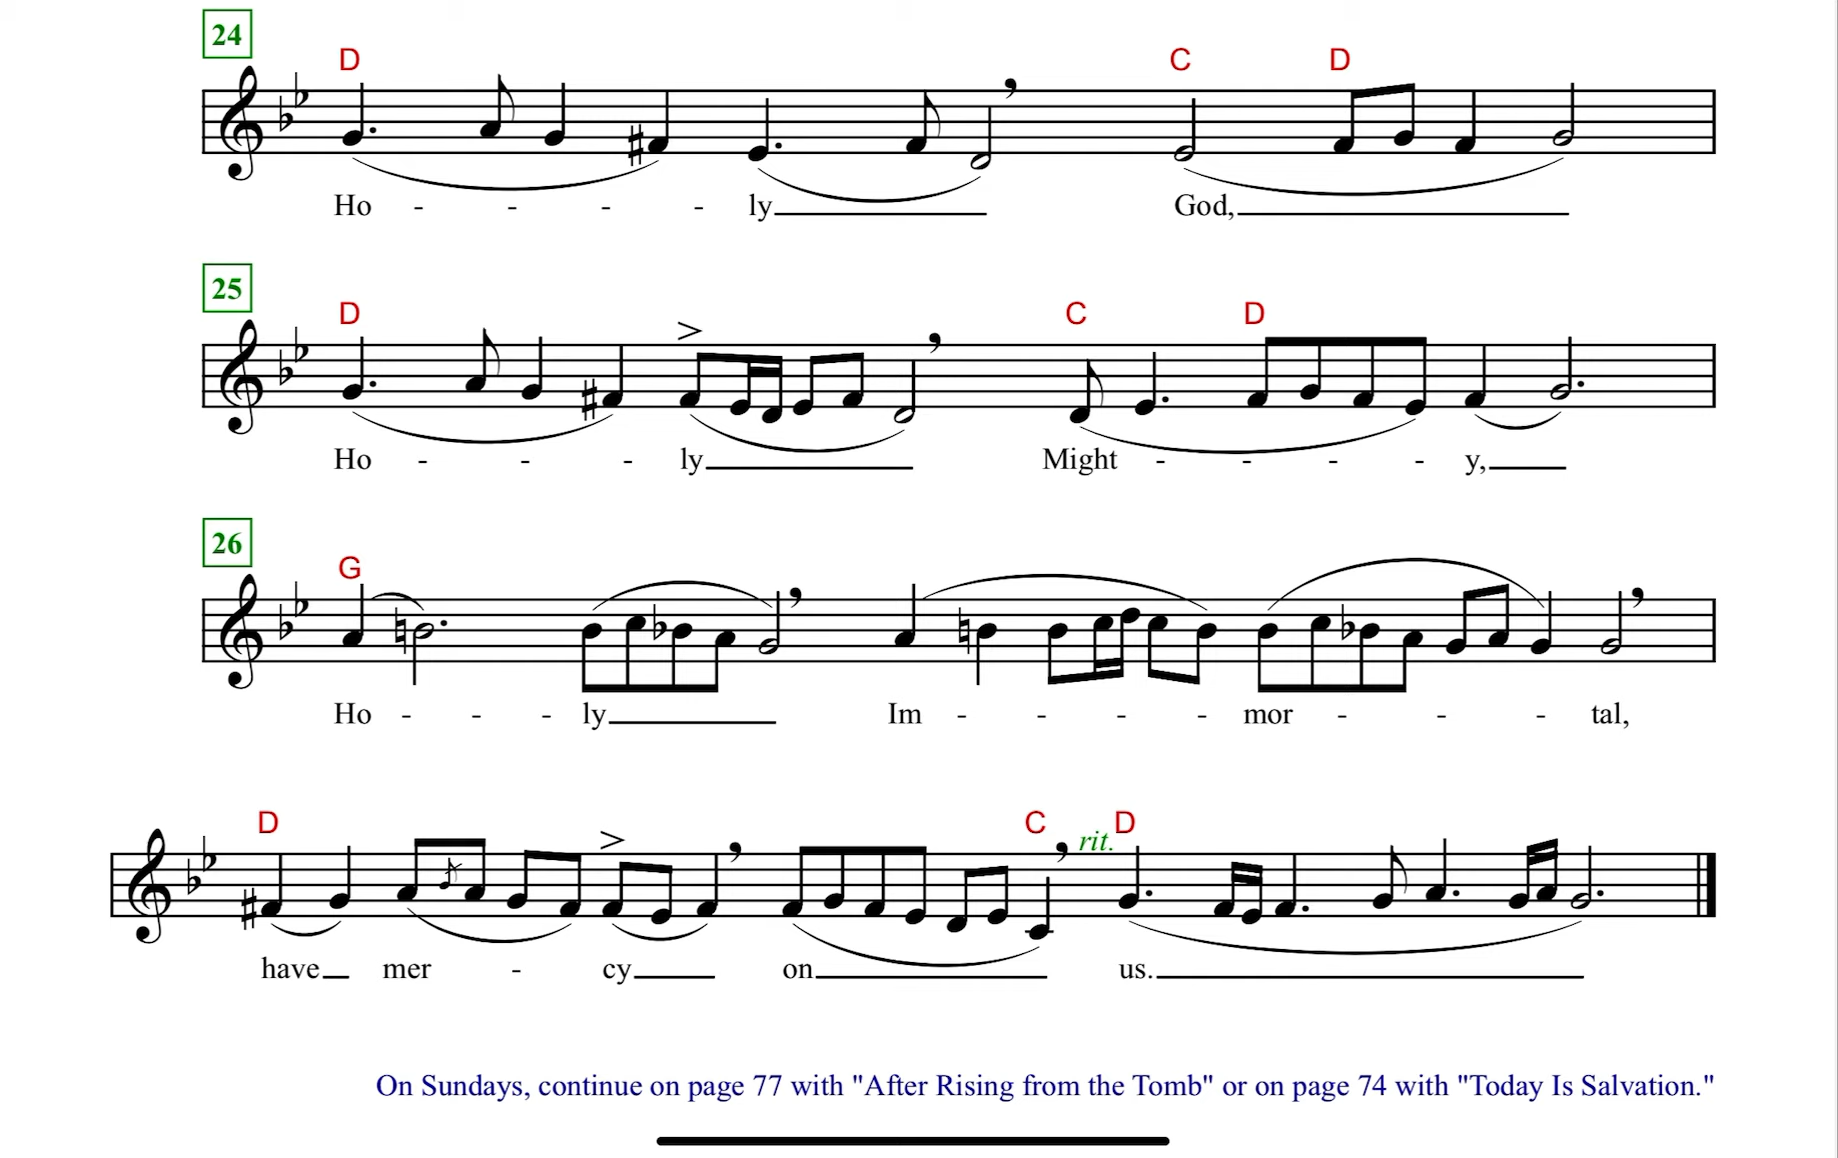 24
D C D
Ho - - - - ly God,
25
D C D
Ho - - - ly Might - - - - y,
26
G
Ho - - - ly Im - - - - mor - - - tal,
D C rit. D
have mer - cy on us.
On Sundays, continue on page 77 with "After Rising from the Tomb" or on page 74 with "Today Is Salvation."